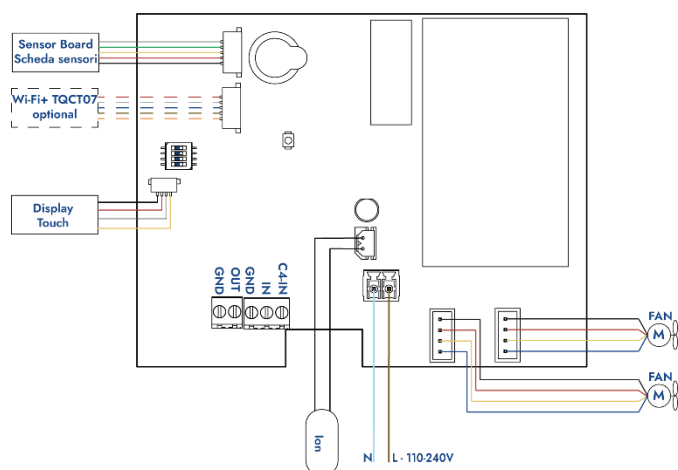 Sensor Board
Scheda sensori
Wi-Fi+ TQCT07
optional
Display
Touch
GND
OUT
GND
IN
C4-IN
FAN
M
FAN
M
Ion
N
L - 110-240V